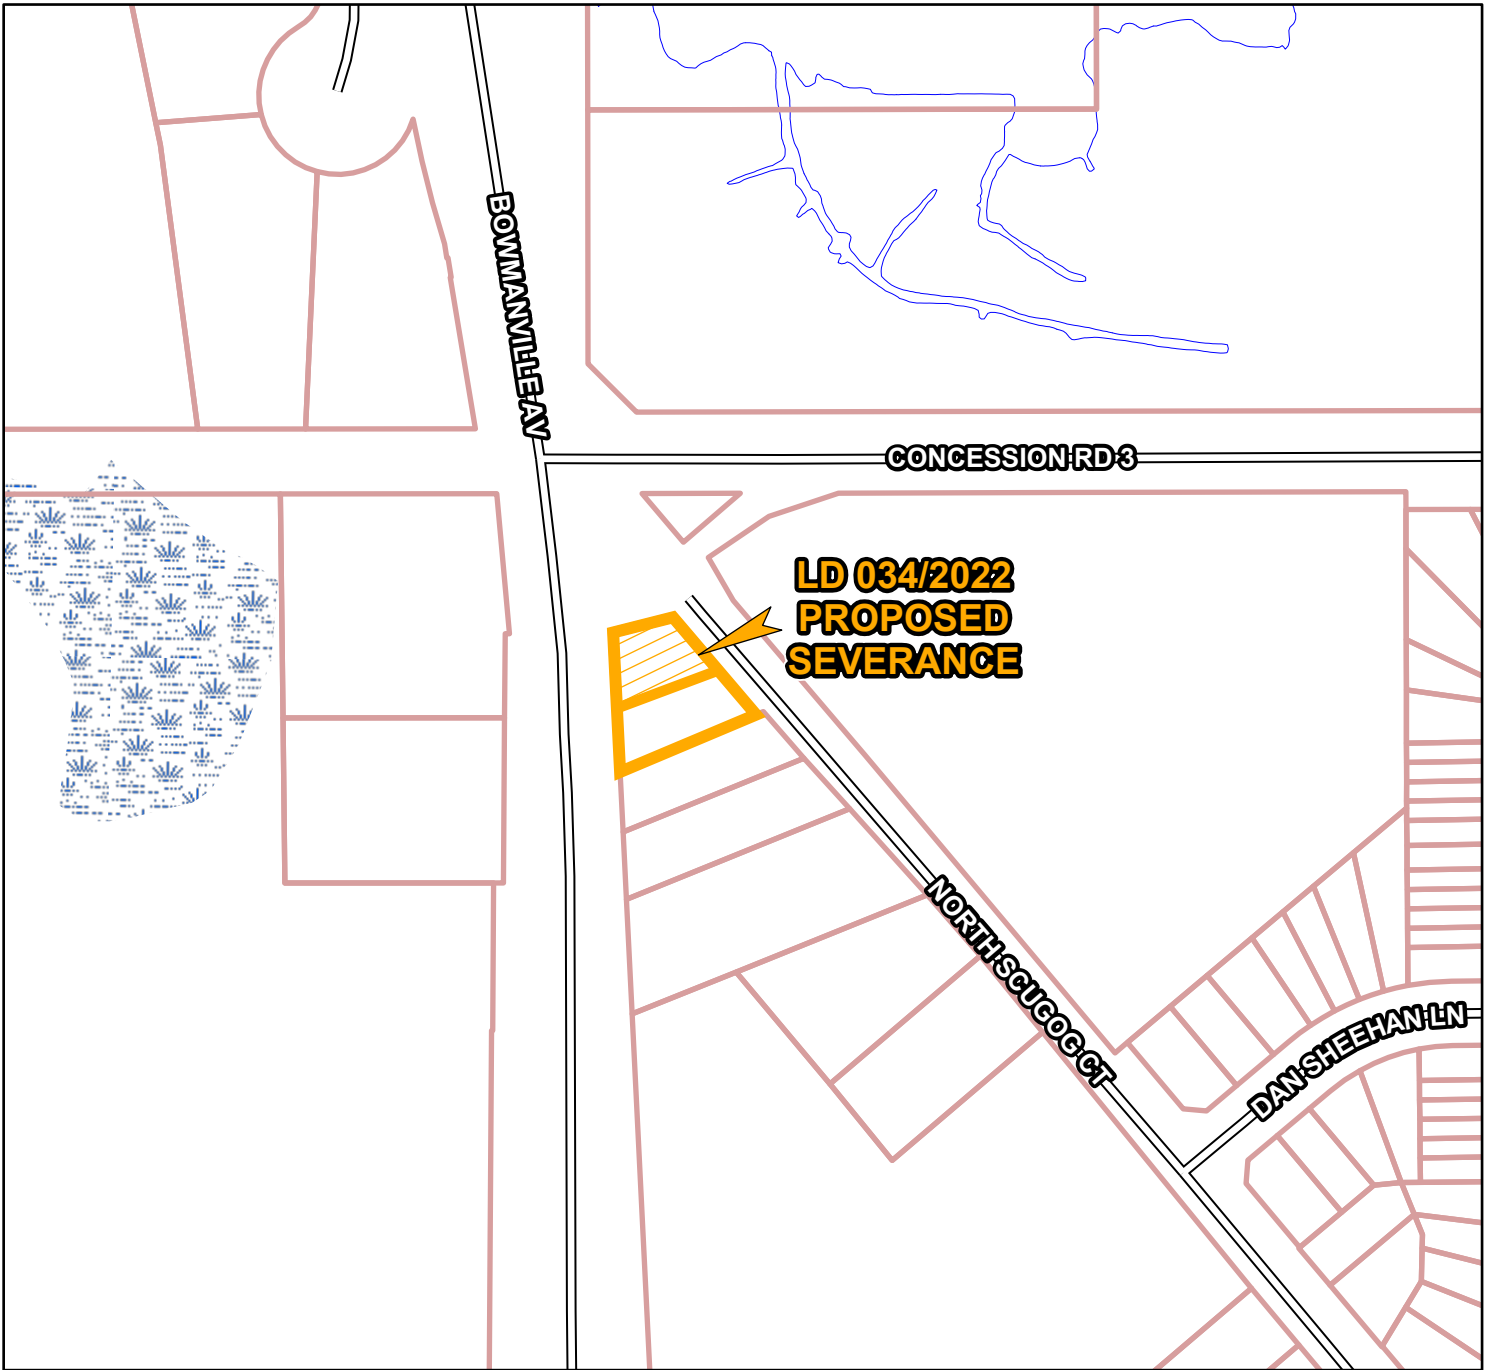 BOWMANVILLE AV
CONCESSION RD 3
LD 034/2022
PROPOSED
SEVERANCE
NORTH SCUGOG CT
DAN SHEEHAN LN